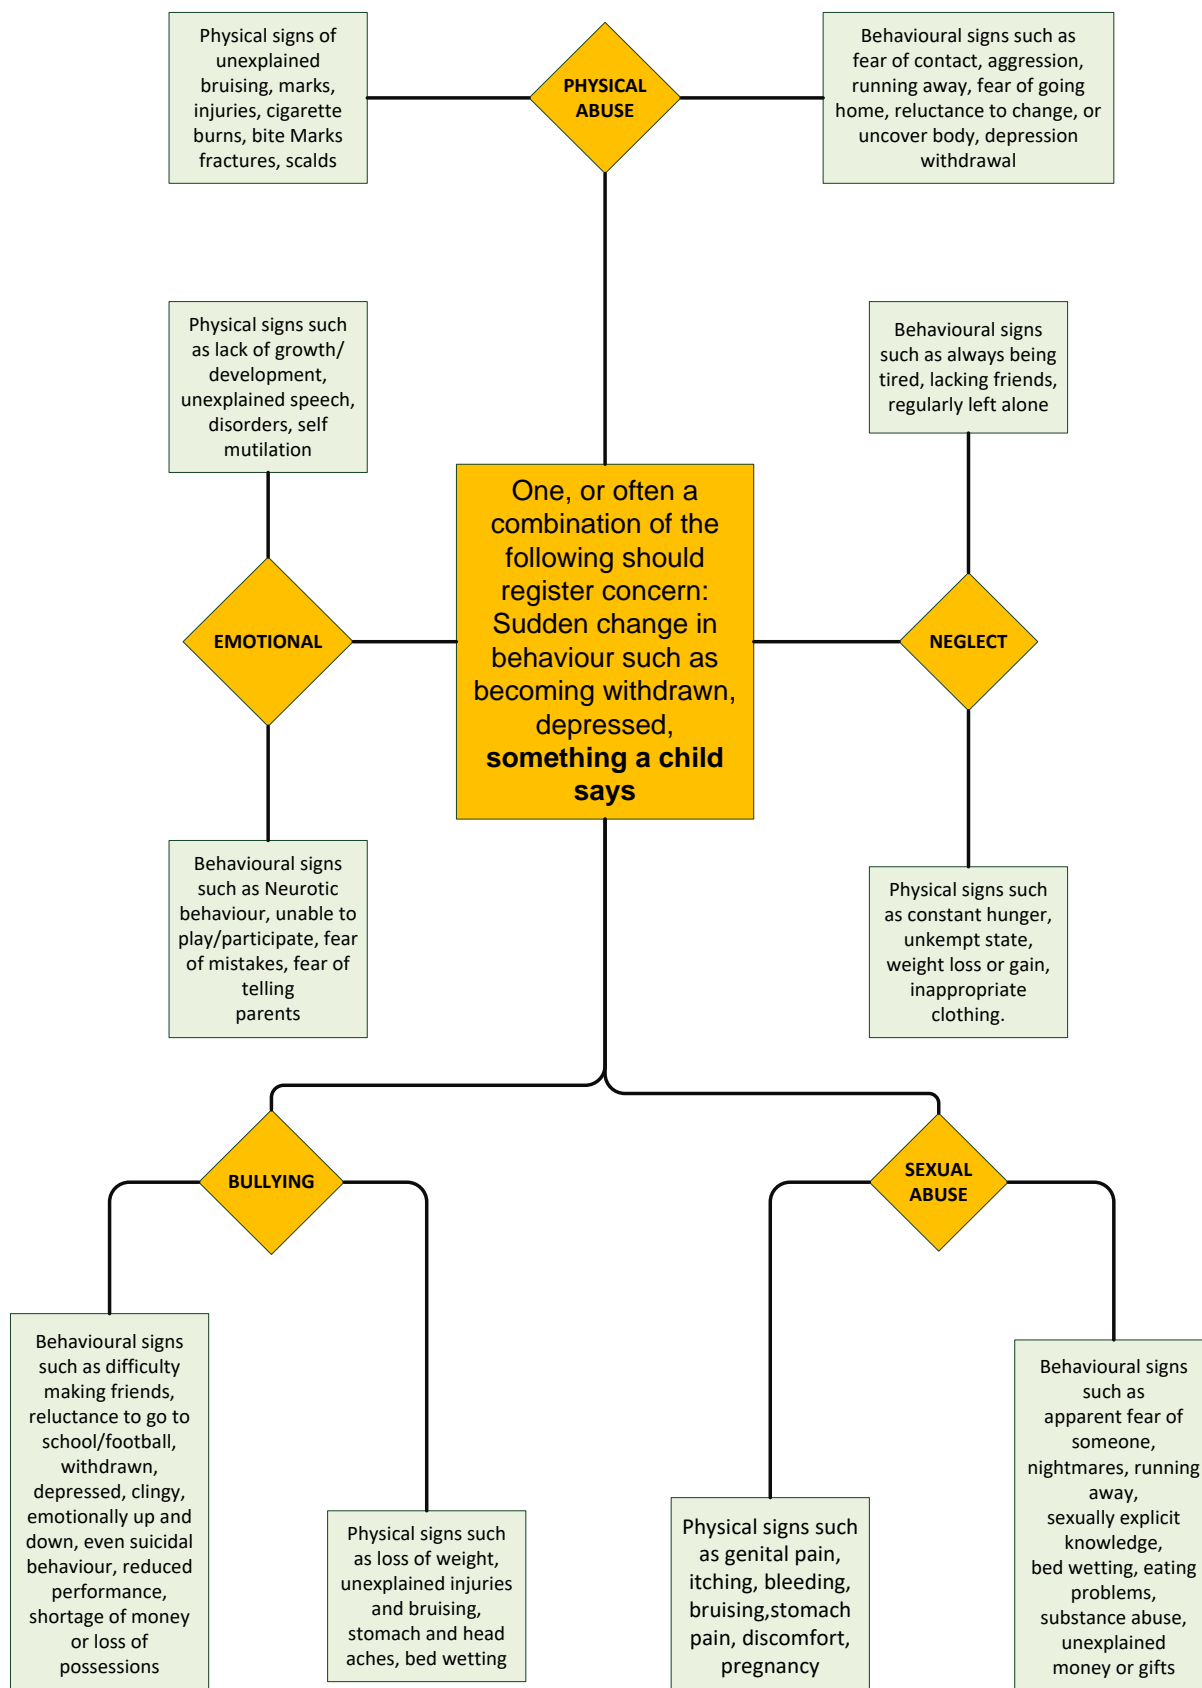 Physical signs of
unexplained
bruising, marks,
injuries, cigarette
burns, bite Marks
fractures, scalds
PHYSICAL
ABUSE
Behavioural signs such as
fear of contact, aggression,
running away, fear of going
home, reluctance to change, or
uncover body, depression
withdrawal
Physical signs such
as lack of growth/
development,
unexplained speech,
disorders, self
mutilation
Behavioural signs
such as always being
tired, lacking friends,
regularly left alone
EMOTIONAL
One, or often a
combination of the
following should
register concern:
Sudden change in
behaviour such as
becoming withdrawn,
depressed,
something a child
says
NEGLECT
Behavioural signs
such as Neurotic
behaviour, unable to
play/participate, fear
of mistakes, fear of
telling
parents
Physical signs such
as constant hunger,
unkempt state,
weight loss or gain,
inappropriate
clothing.
BULLYING
SEXUAL
ABUSE
Behavioural signs
such as difficulty
making friends,
reluctance to go to
school/football,
withdrawn,
depressed, clingy,
emotionally up and
down, even suicidal
behaviour, reduced
performance,
shortage of money
or loss of
possessions
Physical signs such
as loss of weight,
unexplained injuries
and bruising,
stomach and head
aches, bed wetting
Physical signs such
as genital pain,
itching, bleeding,
bruising,stomach
pain, discomfort,
pregnancy
Behavioural signs
such as
apparent fear of
someone,
nightmares, running
away,
sexually explicit
knowledge,
bed wetting, eating
problems,
substance abuse,
unexplained
money or gifts